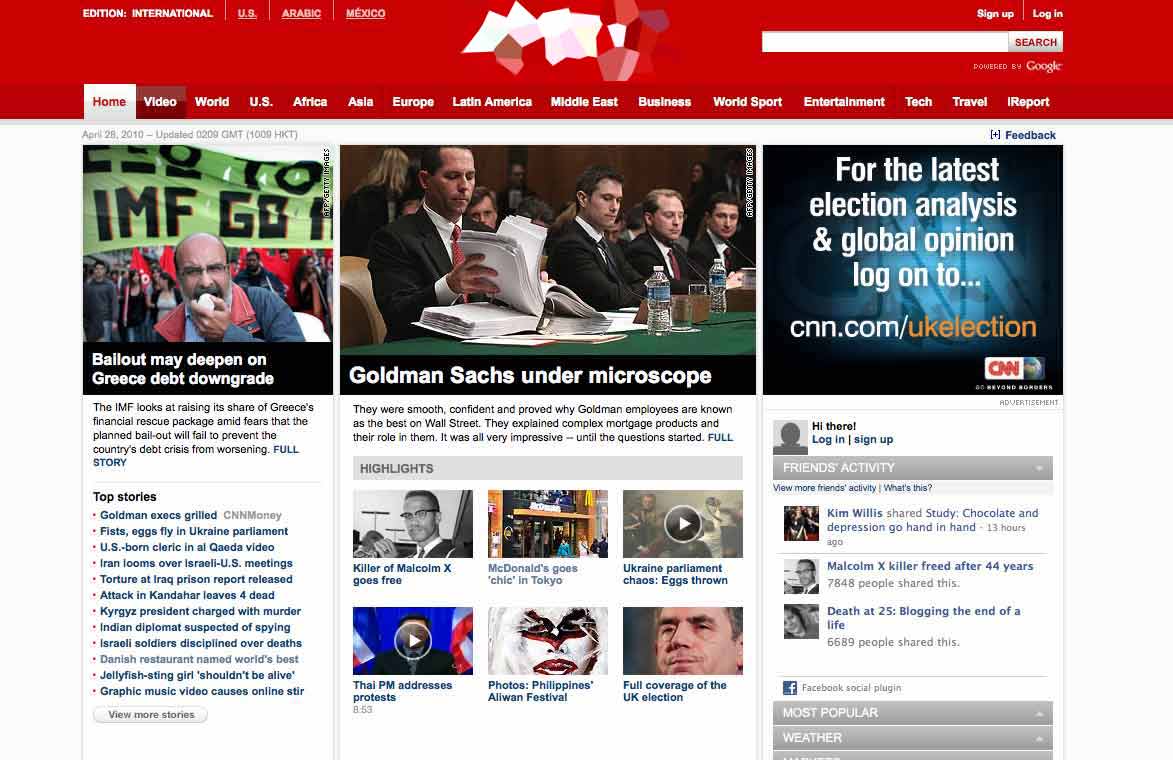 EDITION: INTERNATIONAL U.S. ARABIC MÉXICO
Sign up Log in
SEARCH
POWERED BY Google
Home Video World U.S. Africa Asia Europe Latin America Middle East Business World Sport Entertainment Tech Travel iReport
April 28, 2010 -- Updated 0209 GMT (1009 HKT)
[+] Feedback
IMF GO
AFP/GETTY IMAGES
Bailout may deepen on
Greece debt downgrade
The IMF looks at raising its share of Greece's
financial rescue package amid fears that the
planned bail-out will fail to prevent the
country's debt crisis from worsening. FULL
STORY
Top stories
Goldman execs grilled CNNMoney
Fists, eggs fly in Ukraine parliament
U.S.-born cleric in al Qaeda video
Iran looms over Israeli-U.S. meetings
Torture at Iraq prison report released
Attack in Kandahar leaves 4 dead
Kyrgyz president charged with murder
Indian diplomat suspected of spying
Israeli soldiers disciplined over deaths
Danish restaurant named world's best
Jellyfish-sting girl 'shouldn't be alive'
Graphic music video causes online stir
View more stories
AFP/GETTY IMAGES
Goldman Sachs under microscope
They were smooth, confident and proved why Goldman employees are known
as the best on Wall Street. They explained complex mortgage products and
their role in them. It was all very impressive -- until the questions started. FULL
HIGHLIGHTS
Killer of Malcolm X
goes free
McDonald's goes
'chic' in Tokyo
Ukraine parliament
chaos: Eggs thrown
Thai PM addresses
protests
8:53
Photos: Philippines'
Aliwan Festival
Full coverage of the
UK election
For the latest
election analysis
& global opinion
log on to...
cnn.com/ukelection
CNN
GO BEYOND BORDERS
ADVERTISEMENT
Hi there!
Log in | sign up
FRIENDS' ACTIVITY
View more friends' activity | What's this?
Kim Willis shared Study: Chocolate and
depression go hand in hand - 13 hours
ago
Malcolm X killer freed after 44 years
7848 people shared this.
Death at 25: Blogging the end of a
life
6689 people shared this.
Facebook social plugin
MOST POPULAR
WEATHER